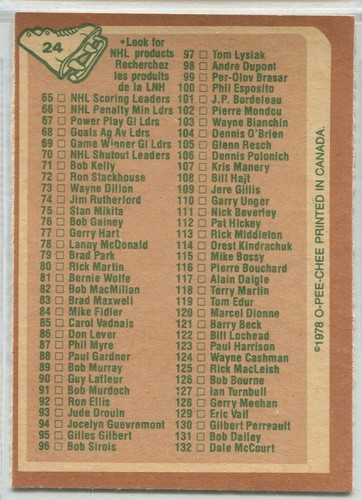 24
*Look for
NHL products
Recherchez
les produits
de la LNH
65 NHL Scoring Leaders
66 NHL Penalty Min Ldrs
67 Power Play Gl Ldrs
68 Goals Ag Av Ldrs
69 Game Winner Gl Ldrs
70 NHL Shutout Leaders
71 Bob Kelly
72 Ron Stackhouse
73 Wayne Dillon
74 Jim Rutherford
75 Stan Mikita
76 Bob Gainey
77 Gerry Hart
78 Lanny McDonald
79 Brad Park
80 Rick Martin
81 Bernie Wolfe
82 Bob MacMillan
83 Brad Maxwell
84 Mike Fidler
85 Carol Vadnais
86 Don Lever
87 Phil Myre
88 Paul Gardner
89 Bob Murray
90 Guy Lafleur
91 Bob Murdoch
92 Ron Ellis
93 Jude Drouin
94 Jocelyn Guevremont
95 Gilles Gilbert
96 Bob Sirois
97 Tom Lysiak
98 Andre Dupont
99 Per-Olov Brasar
100 Phil Esposito
101 J.P. Bordeleau
102 Pierre Mondou
103 Wayne Bianchin
104 Dennis O'Brien
105 Glenn Resch
106 Dennis Polonich
107 Kris Manery
108 Bill Hajt
109 Jere Gillis
110 Garry Unger
111 Nick Beverley
112 Pat Hickey
113 Rick Middleton
114 Orest Kindrachuk
115 Mike Bossy
116 Pierre Bouchard
117 Alain Daigle
118 Terry Martin
119 Tom Edur
120 Marcel Dionne
121 Barry Beck
122 Bill Lochead
123 Paul Harrison
124 Wayne Cashman
125 Rick MacLeish
126 Bob Bourne
127 Ian Turnbull
128 Gerry Meehan
129 Eric Vail
130 Gilbert Perreault
131 Bob Dailey
132 Dale McCourt
©1978 O-PEE-CHEE PRINTED IN CANADA.